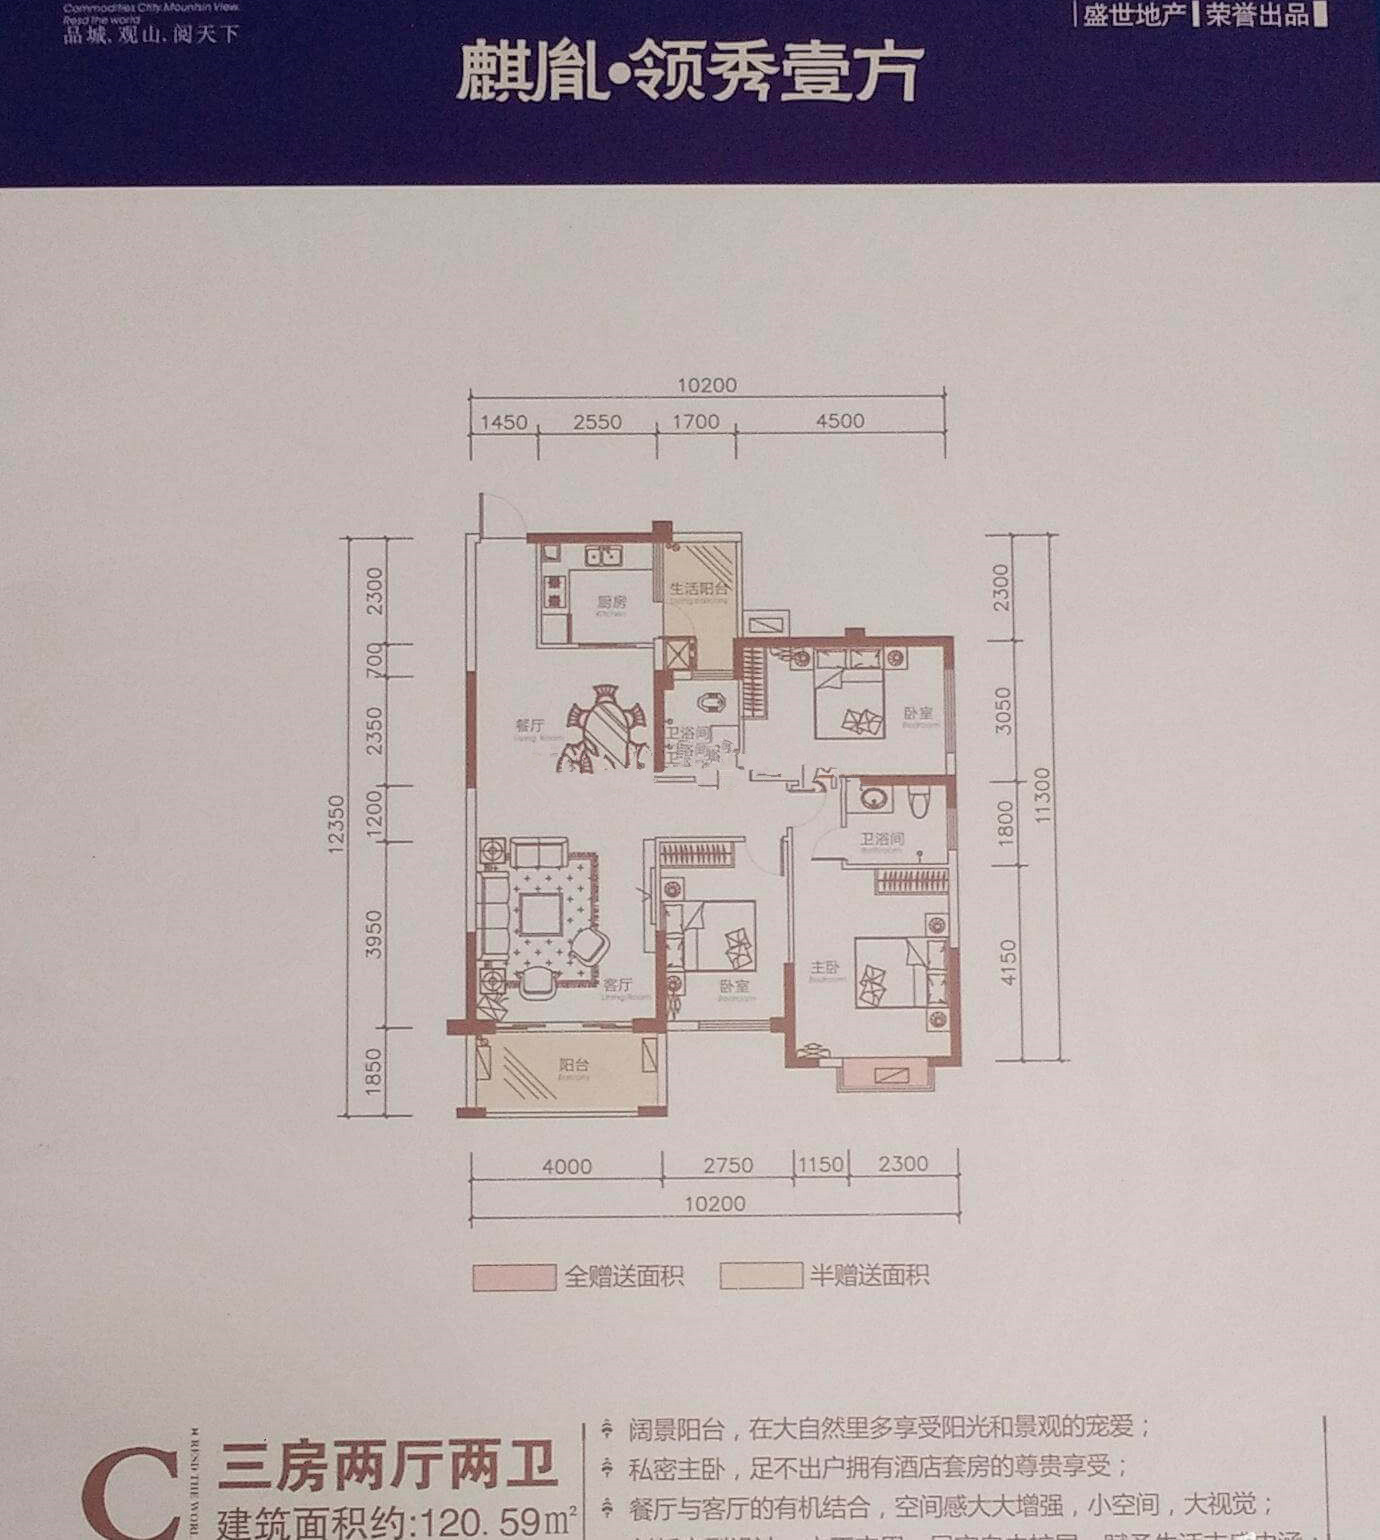 Commodities City.Mountain View.
Read the world
品城、观山、阅天下
盛世地产 荣誉出品
麒胤·领秀壹方
10200
1450 2550 1700 4500
2300
700
2350
1200
3950
1850
12350
2300
3050
1800
4150
11300
厨房
Kitchen
生活阳台
餐厅
Living Room
卫浴间
卧室
Bedroom
卫浴间
Bathroom
客厅
Living Room
卧室
Bedroom
主卧
Bedroom
阳台
Balcony
4000 2750 1150 2300
10200
全赠送面积 半赠送面积
C
三房两厅两卫
建筑面积约:120.59㎡
阔景阳台，在大自然里多享受阳光和景观的宠爱；
私密主卧，足不出户拥有酒店套房的尊贵享受；
餐厅与客厅的有机结合，空间感大大增强，小空间，大视觉；